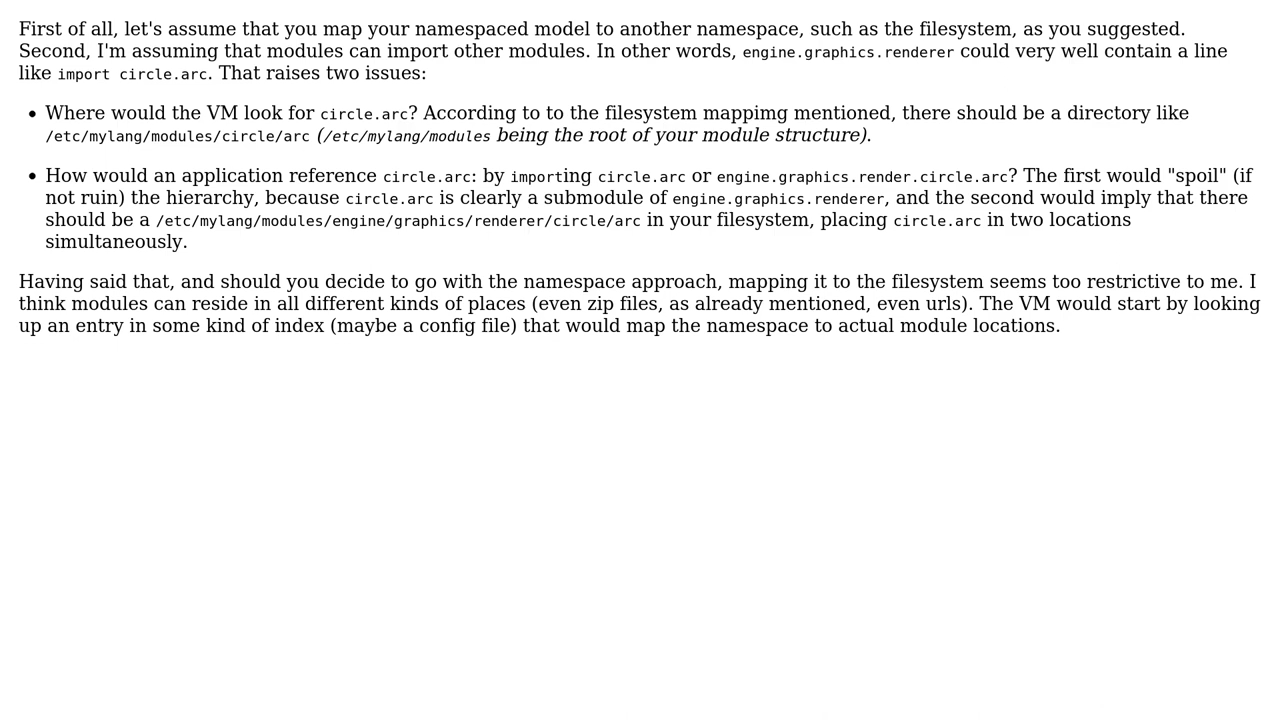 First of all, let's assume that you map your namespaced model to another namespace, such as the filesystem, as you suggested.
Second, I'm assuming that modules can import other modules. In other words, engine.graphics.renderer could very well contain a line
like import circle.arc. That raises two issues:
• Where would the VM look for circle.arc? According to to the filesystem mappimg mentioned, there should be a directory like
/etc/mylang/modules/circle/arc (/etc/mylang/modules being the root of your module structure).
• How would an application reference circle.arc: by importing circle.arc or engine.graphics.render.circle.arc? The first would "spoil" (if
not ruin) the hierarchy, because circle.arc is clearly a submodule of engine.graphics.renderer, and the second would imply that there
should be a /etc/mylang/modules/engine/graphics/renderer/circle/arc in your filesystem, placing circle.arc in two locations
simultaneously.
Having said that, and should you decide to go with the namespace approach, mapping it to the filesystem seems too restrictive to me. I
think modules can reside in all different kinds of places (even zip files, as already mentioned, even urls). The VM would start by looking
up an entry in some kind of index (maybe a config file) that would map the namespace to actual module locations.